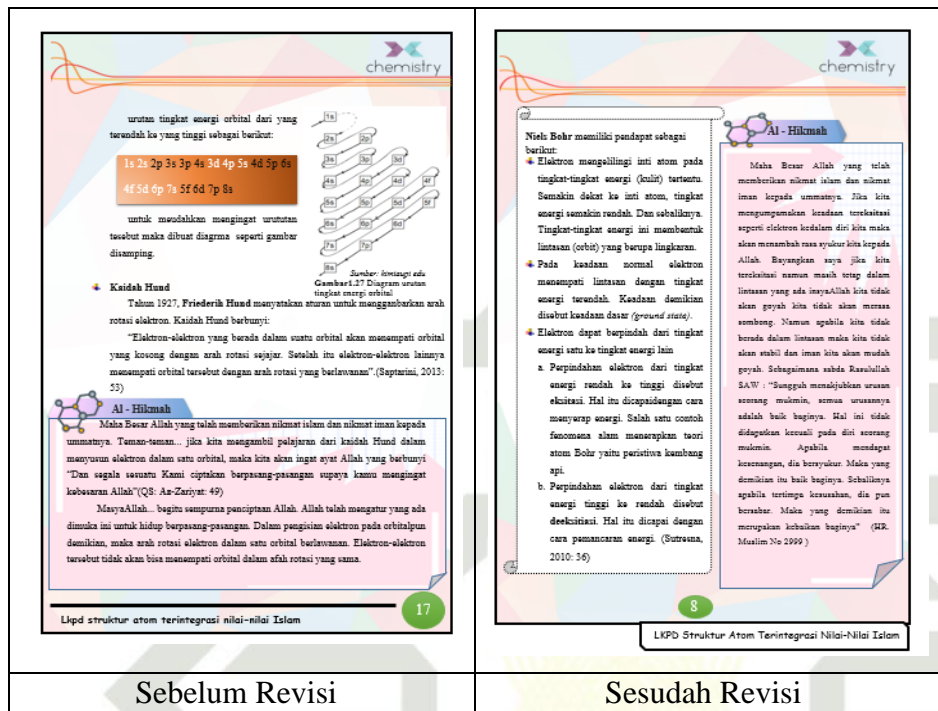 chemistry
urutan tingkat energi orbital dari yang
terendah ke yang tinggi sebagai berikut:
1s 2s 2p 3s 3p 4s 3d 4p 5s 4d 5p 6s
4f 5d 6p 7s 5f 6d 7p 8s
untuk meudahkan mengingat urututan
tesebut maka dibuat diagrma seperti gambar
disamping.
1s
2s 2p
3s 3p 3d
4s 4p 4d 4f
5s 5p 5d 5f
6s 6p 6d
7s 7p
8s
Sumber: kimiaupi edu
Gambar1.27 Diagram urutan
tingkat energi orbital
Kaidah Hund
Tahun 1927, Friederik Hund menyatakan aturan untuk menggambarkan arah
rotasi elektron. Kaidah Hund berbunyi:
“Elektron-elektron yang berada dalam suatu orbital akan menempati orbital
yang kosong dengan arah rotasi sejajar. Setelah itu elektron-elektron lainnya
menempati orbital tersebut dengan arah rotasi yang berlawanan”.(Saptarini, 2013:
53)
Al - Hikmah
Maha Besar Allah yang telah memberikan nikmat islam dan nikmat iman kepada
ummatnya. Teman-teman... jika kita mengambil pelajaran dari kaidah Hund dalam
menyusun elektron dalam satu orbital, maka kita akan ingat ayat Allah yang berbunyi
“Dan segala sesuatu Kami ciptakan berpasang-pasangan supaya kamu mengingat
kebesaran Allah”(QS: Az-Zariyat: 49)
MasyaAllah... begitu sempurna penciptaan Allah. Allah telah mengatur yang ada
dimuka ini untuk hidup berpasang-pasangan. Dalam pengisian elektron pada orbitalpun
demikian, maka arah rotasi elektron dalam satu orbital berlawanan. Elektron-elektron
tersebut tidak akan bisa menempati orbital dalam afah rotasi yang sama.
Lkpd struktur atom terintegrasi nilai-nilai Islam
17
Sebelum Revisi
chemistry
Niels Bohr memiliki pendapat sebagai
berikut:
Elektron mengelilingi inti atom pada
tingkat-tingkat energi (kulit) tertentu.
Semakin dekat ke inti atom, tingkat
energi semakin rendah. Dan sebaliknya.
Tingkat-tingkat energi ini membentuk
lintasan (orbit) yang berupa lingkaran.
Pada keadaan normal elektron
menempati lintasan dengan tingkat
energi terendah. Keadaan demikian
disebut keadaan dasar (ground state).
Elektron dapat berpindah dari tingkat
energi satu ke tingkat energi lain
a. Perpindahan elektron dari tingkat
energi rendah ke tinggi disebut
eksitasi. Hal itu dicapaidengan cara
menyerap energi. Salah satu contoh
fenomena alam menerapkan teori
atom Bohr yaitu peristiwa kembang
api.
b. Perpindahan elektron dari tingkat
energi tinggi ke rendah disebut
deeksitiasi. Hal itu dicapai dengan
cara pemancaran energi. (Sutresna,
2010: 36)
Al - Hikmah
Maha Besar Allah yang telah
memberikan nikmat islam dan nikmat
iman kepada ummatnya. Jika kita
mengumpamakan keadaan tereksitasi
seperti elektron kedalam diri kita maka
akan menambah rasa syukur kita kepada
Allah. Bayangkan saya jika kita
tereksitasi namun masih tetap dalam
lintasan yang ada insyaAllah kita tidak
akan goyah kita tidak akan merasa
sombong. Namun apabila kita tidak
berada dalam lintasan maka kita tidak
akan stabil dan iman kita akan mudah
goyah. Sebagaimana sabda Rasulullah
SAW : “Sungguh menakjubkan urusan
seorang mukmin, semua urusannya
adalah baik baginya. Hal ini tidak
didapatkan kecuali pada diri seorang
mukmin. Apabila mendapat
kesenangan, dia bersyukur. Maka yang
demikian itu baik baginya. Sebaliknya
apabila tertimpa kesusahan, dia pun
bersabar. Maka yang demikian itu
merupakan kebaikan baginya” (HR.
Muslim No 2999 )
8
LKPD Struktur Atom Terintegrasi Nilai-Nilai Islam
Sesudah Revisi